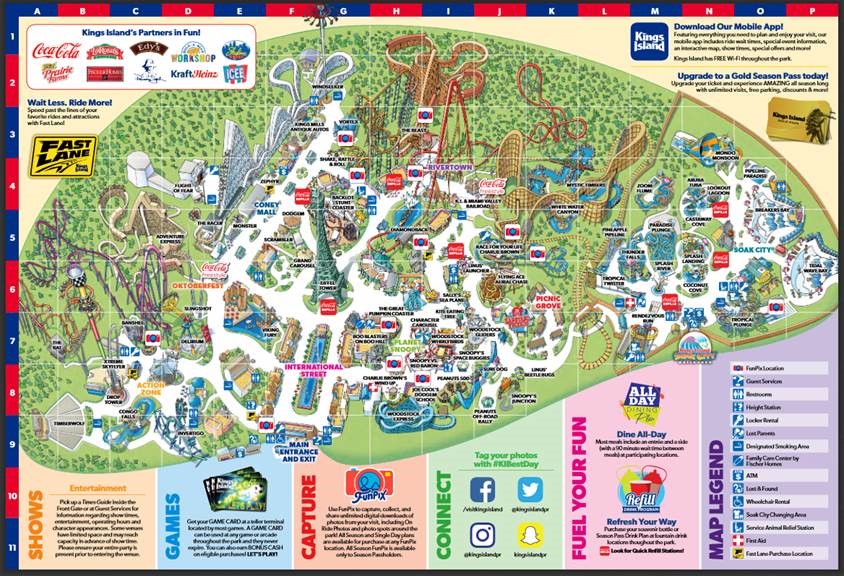 A B C D E F G H I J K L M N O P
1
2
3
4
5
6
7
8
9
10
11
Kings Island's Partners in Fun!
Coca-Cola
LaRosa's
Edy's
WORKSHOP
Prairie Farms
Kraft Heinz
ICEE
Wait Less. Ride More!
Speed past the lines of your
favorite rides and attractions
with Fast Lane!
FAST
LANE
Kings Island
Download Our Mobile App!
Featuring everything you need to plan and enjoy your visit, our
mobile app includes ride wait times, special event information,
an interactive map, show times, special offers and more!
Kings Island has FREE Wi-Fi throughout the park.
Upgrade to a Gold Season Pass today!
Upgrade your ticket and experience AMAZING all season long
with unlimited visits, free parking, discounts & more!
Kings Island
WINDSEEKER
KINGS MILLS
ANTIQUE AUTOS
VORTEX
THE BEAST
SHAKE, RATTLE
& ROLL
RIVERTOWN
MONDO
MONSOON
PIPELINE
PARADISE
FLIGHT
OF FEAR
ZEPHYR
MYSTIC TIMBERS
ZOOM
FLUME
ARUBA
TUBA
LOOKOUT
LAGOON
CONEY
MALL
DODGEM
BACKLOT
STUNT
COASTER
K.I. & MIAMI VALLEY
RAILROAD
WHITE WATER
CANYON
BREAKERS BAY
CASTAWAY
COVE
THE RACER
MONSTER
DIAMONDBACK
PINEAPPLE
PIPELINE
PARADISE
PLUNGE
ADVENTURE
EXPRESS
SCRAMBLER
RACE FOR YOUR LIFE
CHARLIE BROWN
THUNDER
FALLS
SPLASH
RIVER
SPLASH
LANDING
SOAK CITY
GRAND
CAROUSEL
LINUS'
LAUNCHER
FLYING ACE
AERIAL CHASE
TIDAL
WAVE BAY
Coca-Cola
OKTOBERFEST
EIFFEL
TOWER
TROPICAL
TWISTER
COCONUT
COVE
SLINGSHOT
SALLY'S
SEA PLANE
PICNIC
GROVE
THE GREAT
PUMPKIN COASTER
KITE EATING
TREE
RENDEZVOUS
RUN
TROPICAL
PLUNGE
BANSHEE
VIKING
FURY
CHARACTER
CAROUSEL
WOODSTOCK
GLIDERS
THE
BAT
DELIRIUM
BOO BLASTERS
ON BOO HILL
PLANET
SNOOPY
WOODSTOCK
WHIRLYBIRDS
XTREME
SKYFLYER
SNOOPY VS.
RED BARON
SNOOPY'S
SPACE BUGGIES
INTERNATIONAL
STREET
SURF DOG
LINUS'
BEETLE BUGS
ACTION
ZONE
CHARLIE BROWN'S
WIND UP
PEANUTS 500
JOE COOL'S
DODGEM
SCHOOL
SNOOPY'S
JUNCTION
DROP
TOWER
CONGO
FALLS
WOODSTOCK
EXPRESS
PEANUTS
OFF-ROAD
RALLY
TIMBERWOLF
INVERTIGO
MAIN
ENTRANCE
AND EXIT
SHOWS
Entertainment
Pick up a Times Guide inside the
Front Gate or at Guest Services for
information regarding show times,
entertainment, operating hours and
character appearances. Some venues
have limited space and may reach
capacity in advance of show time.
Please ensure your entire party is
present prior to entering the venue.
GAMES
Kings Island
Get your GAME CARD at a teller terminal
located by most games. A GAME CARD
can be used at any game or arcade
throughout the park and they never
expire. You can also earn BONUS CASH
on eligible purchases! LET'S PLAY!
CAPTURE
FunPix
Use FunPix to capture, collect, and
share unlimited digital downloads of
photos from your visit, including On
Ride Photos and photo spots around the
park! All Season and Single Day plans
are available for purchase at any FunPix
location. All Season FunPix is available
only to Season Passholders.
CONNECT
Tag your photos
with #KIBestDay
/visitkingsisland
@kingsislandpr
@kingsislandpr
kingsislandpr
FUEL YOUR FUN
ALL
DAY
DINING
Plan
Dine All-Day
Most meals include an entrée and a side
(with a 90 minute wait time between
meals) at participating locations.
Refill
DRINK PROGRAM
Refresh Your Way
Purchase your souvenir bottle or
Season Pass Drink Plan at fountain drink
locations throughout the park.
Look for Quick Refill Stations!
MAP LEGEND
FunPix Location
Guest Services
Restrooms
Height Station
Locker Rental
Lost Parents
Designated Smoking Area
Family Care Center by
Fischer Homes
ATM
Lost & Found
Wheelchair Rental
Soak City Changing Area
Service Animal Relief Station
First Aid
Fast Lane Purchase Location